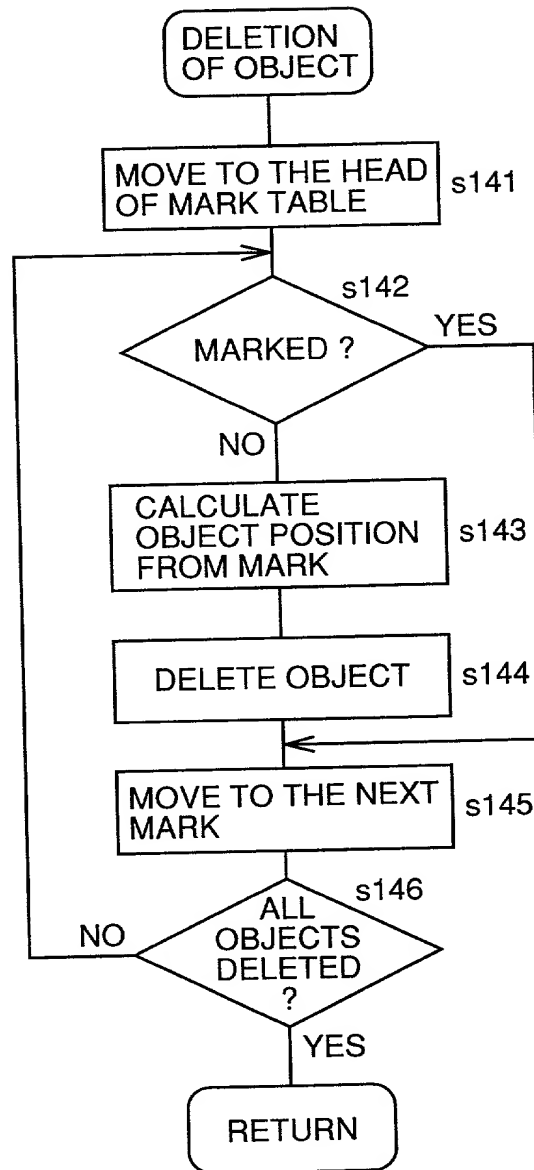 DELETION
OF OBJECT
MOVE TO THE HEAD
OF MARK TABLE
s141
s142
MARKED ?
YES
NO
CALCULATE
OBJECT POSITION
FROM MARK
s143
DELETE OBJECT
s144
MOVE TO THE NEXT
MARK
s145
s146
ALL
OBJECTS
DELETED
?
NO
YES
RETURN